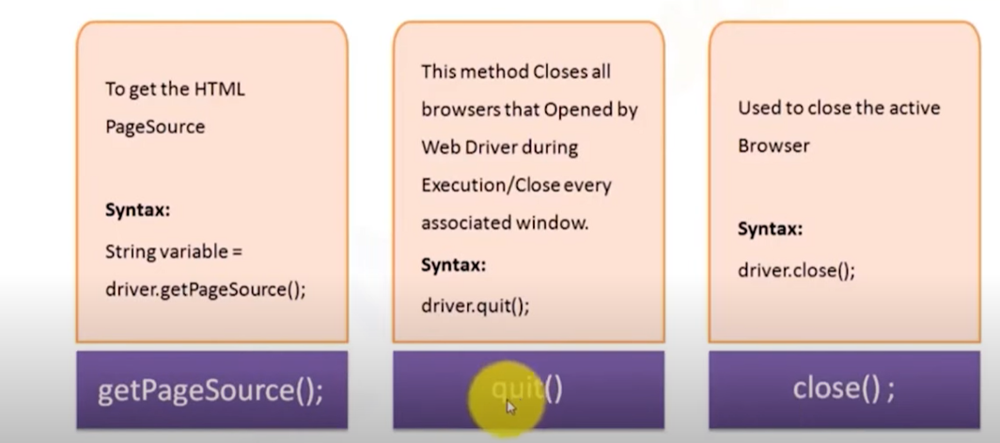 To get the HTML
PageSource
Syntax:
String variable =
driver.getPageSource();
getPageSource();
This method Closes all
browsers that Opened by
Web Driver during
Execution/Close every
associated window.
Syntax:
driver.quit();
quit()
Used to close the active
Browser
Syntax:
driver.close();
close() ;